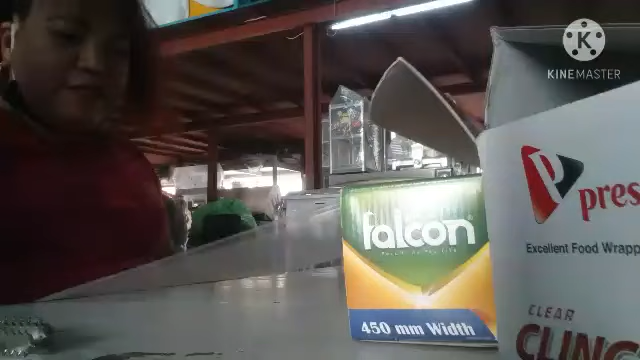 KINEMASTER
falcon
450 mm Width
pres
Excellent Food Wrapp
CLEAR
CLING